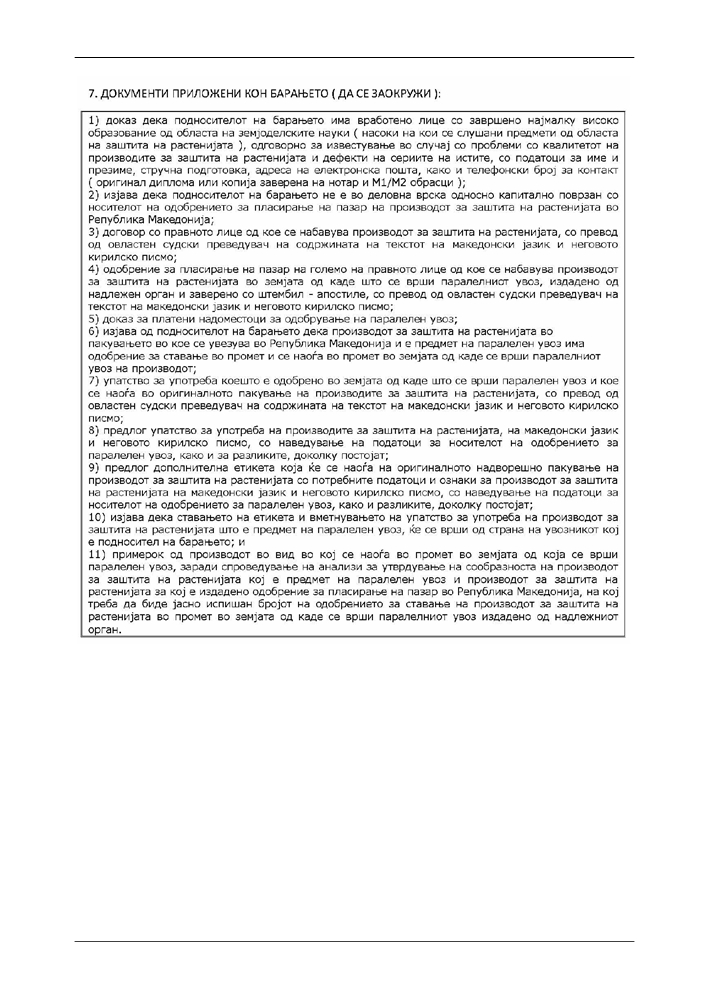 7. ДОКУМЕНТИ ПРИЛОЖЕНИ КОН БАРАЊЕТО ( ДА СЕ ЗАОКРУЖИ ):
1) доказ дека подносителот на барањето има вработено лице со завршено најмалку високо
образование од областа на земјоделските науки ( насоки на кои се слушани предмети од областа
на заштита на растенијата ), одговорно за известување во случај со проблеми со квалитетот на
производите за заштита на растенијата и дефекти на сериите на истите, со податоци за име и
презиме, стручна подготовка, адреса на електронска пошта, како и телефонски број за контакт
( оригинал диплома или копија заверена на нотар и М1/М2 обрасци );
2) изјава дека подносителот на барањето не е во деловна врска односно капитално поврзан со
носителот на одобрението за пласирање на пазар на производот за заштита на растенијата во
Република Македонија;
3) договор со правното лице од кое се набавува производот за заштита на растенијата, со превод
од овластен судски преведувач на содржината на текстот на македонски јазик и неговото
кирилско писмо;
4) одобрение за пласирање на пазар на големо на правното лице од кое се набавува производот
за заштита на растенијата во земјата од каде што се врши паралелниот увоз, издадено од
надлежен орган и заверено со штембил - апостиле, со превод од овластен судски преведувач на
текстот на македонски јазик и неговото кирилско писмо;
5) доказ за платени надоместоци за одобрување на паралелен увоз;
6) изјава од подносителот на барањето дека производот за заштита на растенијата во
пакувањето во кое се увезува во Република Македонија и е предмет на паралелен увоз има
одобрение за ставање во промет и се наоѓа во промет во земјата од каде се врши паралелниот
увоз на производот;
7) упатство за употреба коешто е одобрено во земјата од каде што се врши паралелен увоз и кое
се наоѓа во оригиналното пакување на производите за заштита на растенијата, со превод од
овластен судски преведувач на содржината на текстот на македонски јазик и неговото кирилско
писмо;
8) предлог упатство за употреба на производите за заштита на растенијата, на македонски јазик
и неговото кирилско писмо, со наведување на податоци за носителот на одобрението за
паралелен увоз, како и за разликите, доколку постојат;
9) предлог дополнителна етикета која ќе се наоѓа на оригиналното надворешно пакување на
производот за заштита на растенијата со потребните податоци и ознаки за производот за заштита
на растенијата на македонски јазик и неговото кирилско писмо, со наведување на податоци за
носителот на одобрението за паралелен увоз, како и разликите, доколку постојат;
10) изјава дека ставањето на етикета и вметнувањето на упатство за употреба на производот за
заштита на растенијата што е предмет на паралелен увоз, ќе се врши од страна на увозникот кој
е подносител на барањето; и
11) примерок од производот во вид во кој се наоѓа во промет во земјата од која се врши
паралелен увоз, заради спроведување на анализи за утврдување на сообразноста на производот
за заштита на растенијата кој е предмет на паралелен увоз и производот за заштита на
растенијата за кој е издадено одобрение за пласирање на пазар во Република Македонија, на кој
треба да биде јасно испишан бројот на одобрението за ставање на производот за заштита на
растенијата во промет во земјата од каде се врши паралелниот увоз издадено од надлежниот
орган.